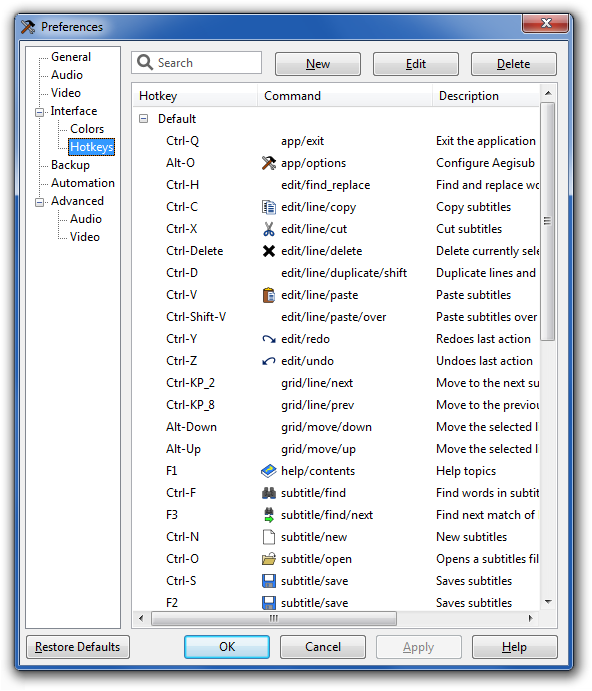 Preferences
General
Audio
Video
Interface
Colors
Hotkeys
Backup
Automation
Advanced
Audio
Video
Search New Edit Delete
Hotkey Command Description
Default
Ctrl-Q app/exit Exit the application
Alt-O app/options Configure Aegisub
Ctrl-H edit/find_replace Find and replace wo
Ctrl-C edit/line/copy Copy subtitles
Ctrl-X edit/line/cut Cut subtitles
Ctrl-Delete edit/line/delete Delete currently sele
Ctrl-D edit/line/duplicate/shift Duplicate lines and
Ctrl-V edit/line/paste Paste subtitles
Ctrl-Shift-V edit/line/paste/over Paste subtitles over
Ctrl-Y edit/redo Redoes last action
Ctrl-Z edit/undo Undoes last action
Ctrl-KP_2 grid/line/next Move to the next su
Ctrl-KP_8 grid/line/prev Move to the previou
Alt-Down grid/move/down Move the selected l
Alt-Up grid/move/up Move the selected l
F1 help/contents Help topics
Ctrl-F subtitle/find Find words in subtit
F3 subtitle/find/next Find next match of
Ctrl-N subtitle/new New subtitles
Ctrl-O subtitle/open Opens a subtitles fil
Ctrl-S subtitle/save Saves subtitles
F2 subtitle/save Saves subtitles
Restore Defaults OK Cancel Apply Help